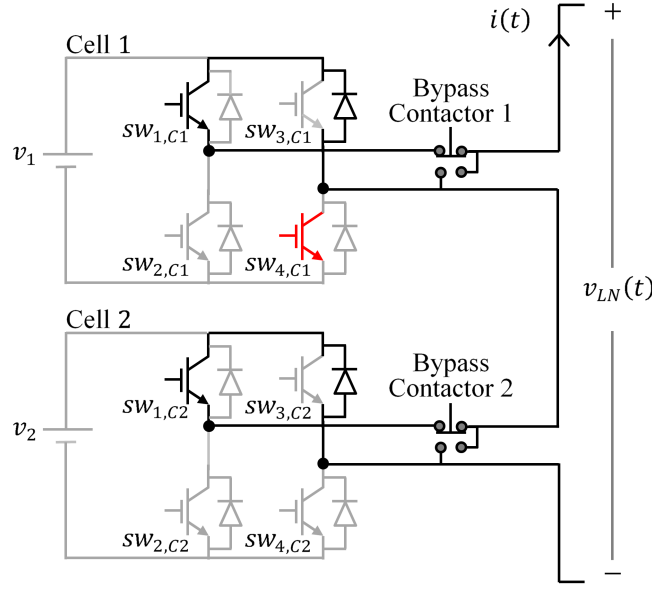 i(t)
+
Cell 1
Bypass
Contactor 1
sw1,C1
sw3,C1
v1
sw2,C1
sw4,C1
vLN(t)
Cell 2
Bypass
Contactor 2
sw1,C2
sw3,C2
v2
sw2,C2
sw4,C2
−